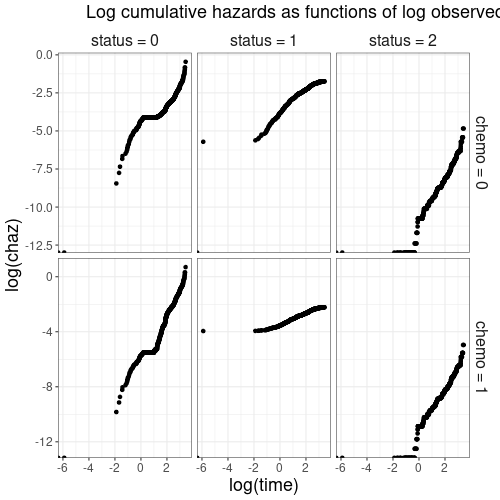 Log cumulative hazards as functions of log observed
status = 0 status = 1 status = 2
0.0
-2.5
-5.0
-7.5
-10.0
-12.5
chemo = 0
log(chaz)
0
-4
-8
-12
chemo = 1
-6 -4 -2 0 2 -6 -4 -2 0 2 -6 -4 -2 0 2
log(time)